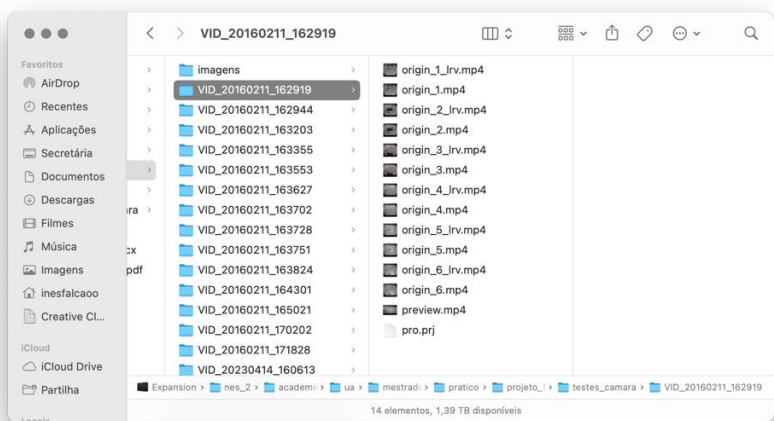 VID_20160211_162919
Favoritos
AirDrop
Recentes
Aplicações
Secretária
Documentos
Descargas
Filmes
Música
Imagens
inesfalcaoo
Creative Cl...
iCloud
iCloud Drive
Partilha
ra
cx
pdf
imagens
VID_20160211_162919
VID_20160211_162944
VID_20160211_163203
VID_20160211_163355
VID_20160211_163553
VID_20160211_163627
VID_20160211_163702
VID_20160211_163728
VID_20160211_163751
VID_20160211_163824
VID_20160211_164301
VID_20160211_165021
VID_20160211_170202
VID_20160211_171828
VID_20230414_160613
origin_1_lrv.mp4
origin_1.mp4
origin_2_lrv.mp4
origin_2.mp4
origin_3_lrv.mp4
origin_3.mp4
origin_4_lrv.mp4
origin_4.mp4
origin_5_lrv.mp4
origin_5.mp4
origin_6_lrv.mp4
origin_6.mp4
preview.mp4
pro.prj
Expansion › nes_2 › academi › ua › mestrad › pratico › projeto_ › testes_camara › VID_20160211_162919
14 elementos, 1,39 TB disponíveis